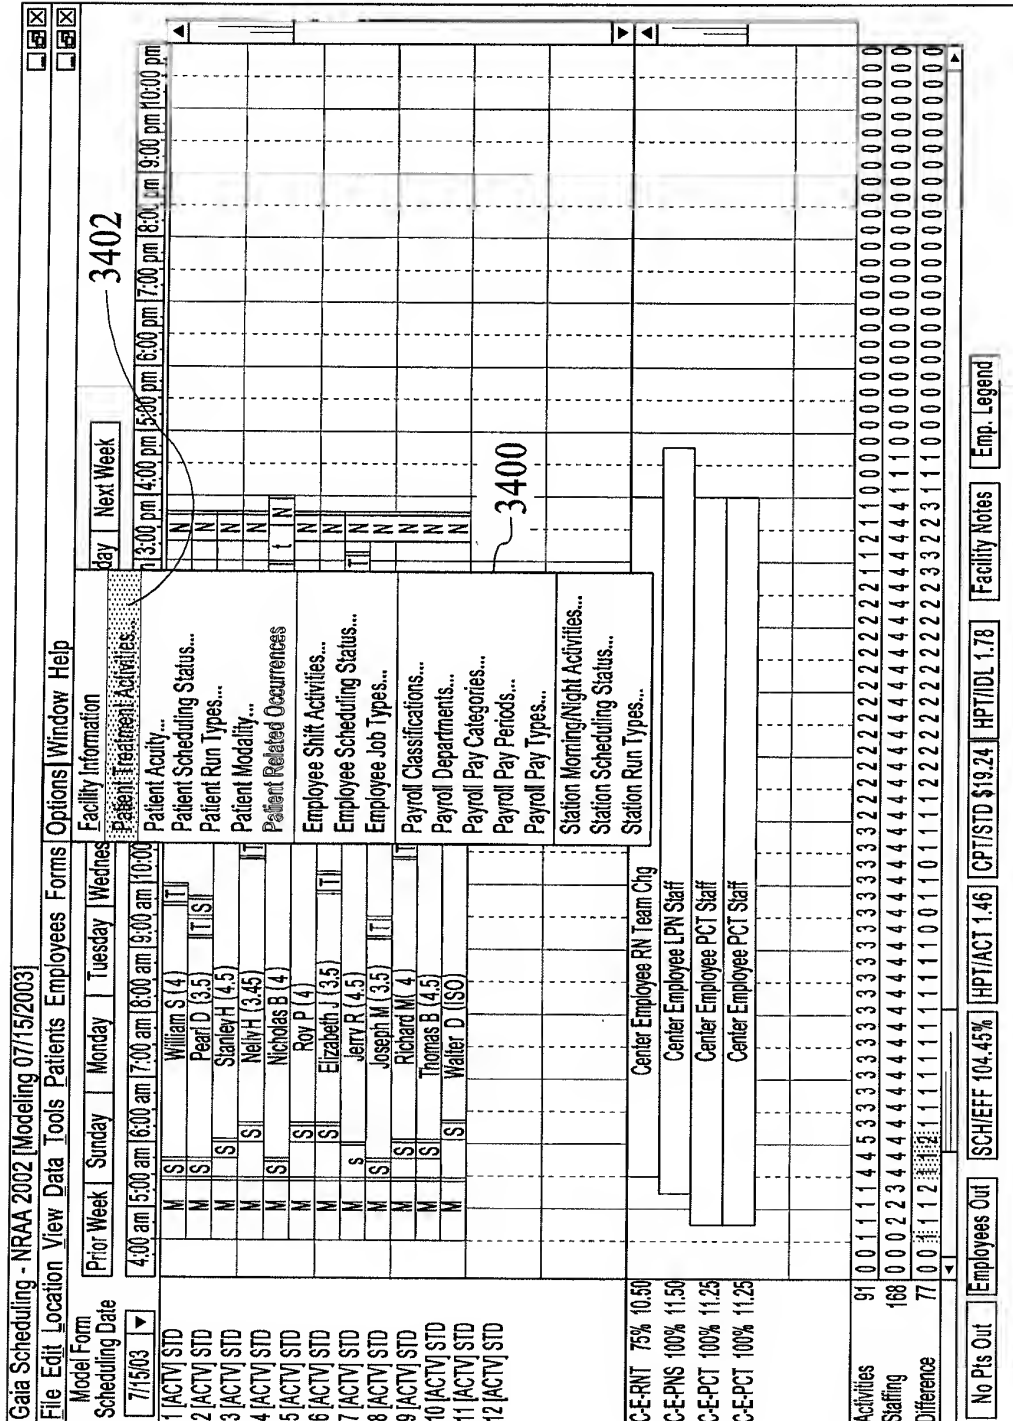 Gaia Scheduling - NRAA 2002 [Modeling 07/15/2003]
File Edit Location View Data Tools Patients Employees Forms Options Window Help
Model Form
Scheduling Date
7/15/03
Prior Week Sunday Monday Tuesday Wednes day Next Week
4:00 am 5:00 am 6:00 am 7:00 am 8:00 am 9:00 am 10:00 3:00 pm 4:00 pm 5:00 pm 6:00 pm 7:00 pm 8:00 pm 9:00 pm 10:00 pm
Facility Information
Patient Treatment Activities...
Patient Acuity...
Patient Scheduling Status...
Patient Run Types...
Patient Modality...
Patient Related Occurrences
Employee Shift Activities...
Employee Scheduling Status...
Employee Job Types...
Payroll Classifications...
Payroll Departments...
Payroll Pay Categories...
Payroll Pay Periods...
Payroll Pay Types...
Station Morning/Night Activities...
Station Scheduling Status...
Station Run Types...
3402
3400
1 [ACTV] STD M S William S (4) T N
2 [ACTV] STD M S Pearl D (3.5) T S N
3 [ACTV] STD M S Stanley H (4.5) N
4 [ACTV] STD M S Nelly H (3.45) T N
5 [ACTV] STD M S Nicholas B (4) t N
6 [ACTV] STD M S Roy P (4) N
7 [ACTV] STD M S Elizabeth J (3.5) T N
8 [ACTV] STD M s Jerry R (4.5) T N
9 [ACTV] STD M S Joseph M (3.5) T N
10 [ACTV] STD M S Richard M( 4) T N
11 [ACTV] STD M S Thomas B (4.5) N
12 [ACTV] STD M S Walter D (ISO) N
C-E-RNT 75% 10.50 Center Employee RN Team Chg
C-E-PNS 100% 11.50 Center Employee LPN Staff
C-E-PCT 100% 11.25 Center Employee PCT Staff
C-E-PCT 100% 11.25 Center Employee PCT Staff
Activities 91
Staffing 168
Difference 77
No Pts Out Employees Out SCH/EFF 104.45% HPT/ACT 1.46 CPT/STD $19.24 HPT/IDL 1.78 Facility Notes Emp. Legend